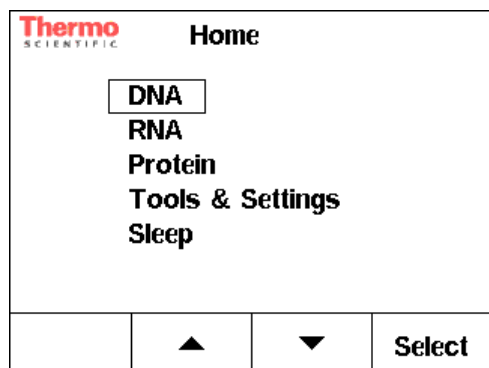 Thermo
SCIENTIFIC
Home
DNA
RNA
Protein
Tools & Settings
Sleep
Select